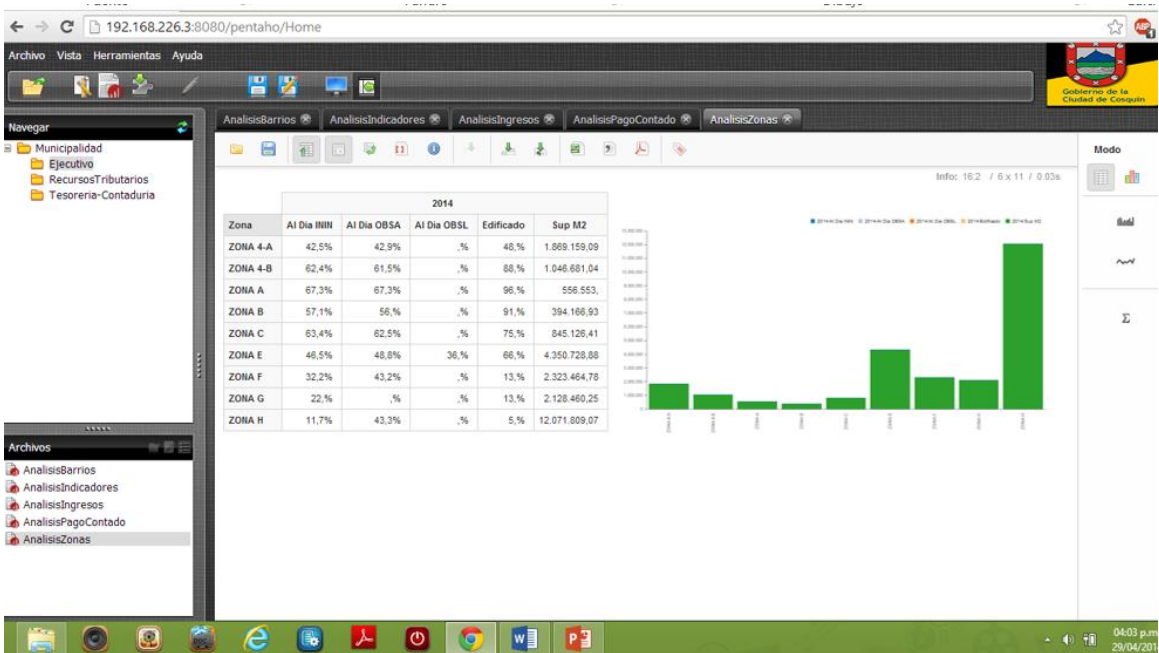 192.168.226.3:8080/pentaho/Home
ABP
1
Archivo Vista Herramientas Ayuda
Gobierno de la
Ciudad de Cosquín
Navegar
Municipalidad
Ejecutivo
RecursosTributarios
Tesoreria-Contaduria
Archivos
AnalisisBarrios
AnalisisIndicadores
AnalisisIngresos
AnalisisPagoContado
AnalisisZonas
AnalisisBarrios AnalisisIndicadores AnalisisIngresos AnalisisPagoContado AnalisisZonas
Info: 16:2 / 6 x 11 / 0.03s
Modo
2014
Zona Al Dia ININ Al Dia OBSA Al Dia OBSL Edificado Sup M2
ZONA 4-A 42,5% 42,9% ,% 48,% 1.869.159,09
ZONA 4-B 62,4% 61,5% ,% 88,% 1.046.681,04
ZONA A 67,3% 67,3% ,% 96,% 556.553,
ZONA B 57,1% 56,% ,% 91,% 394.166,93
ZONA C 63,4% 62,5% ,% 75,% 845.126,41
ZONA E 46,5% 48,8% 36,% 66,% 4.350.728,88
ZONA F 32,2% 43,2% ,% 13,% 2.323.464,78
ZONA G 22,% ,% ,% 13,% 2.128.460,25
ZONA H 11,7% 43,3% ,% 5,% 12.071.809,07
Σ
04:03 p.m
29/04/201